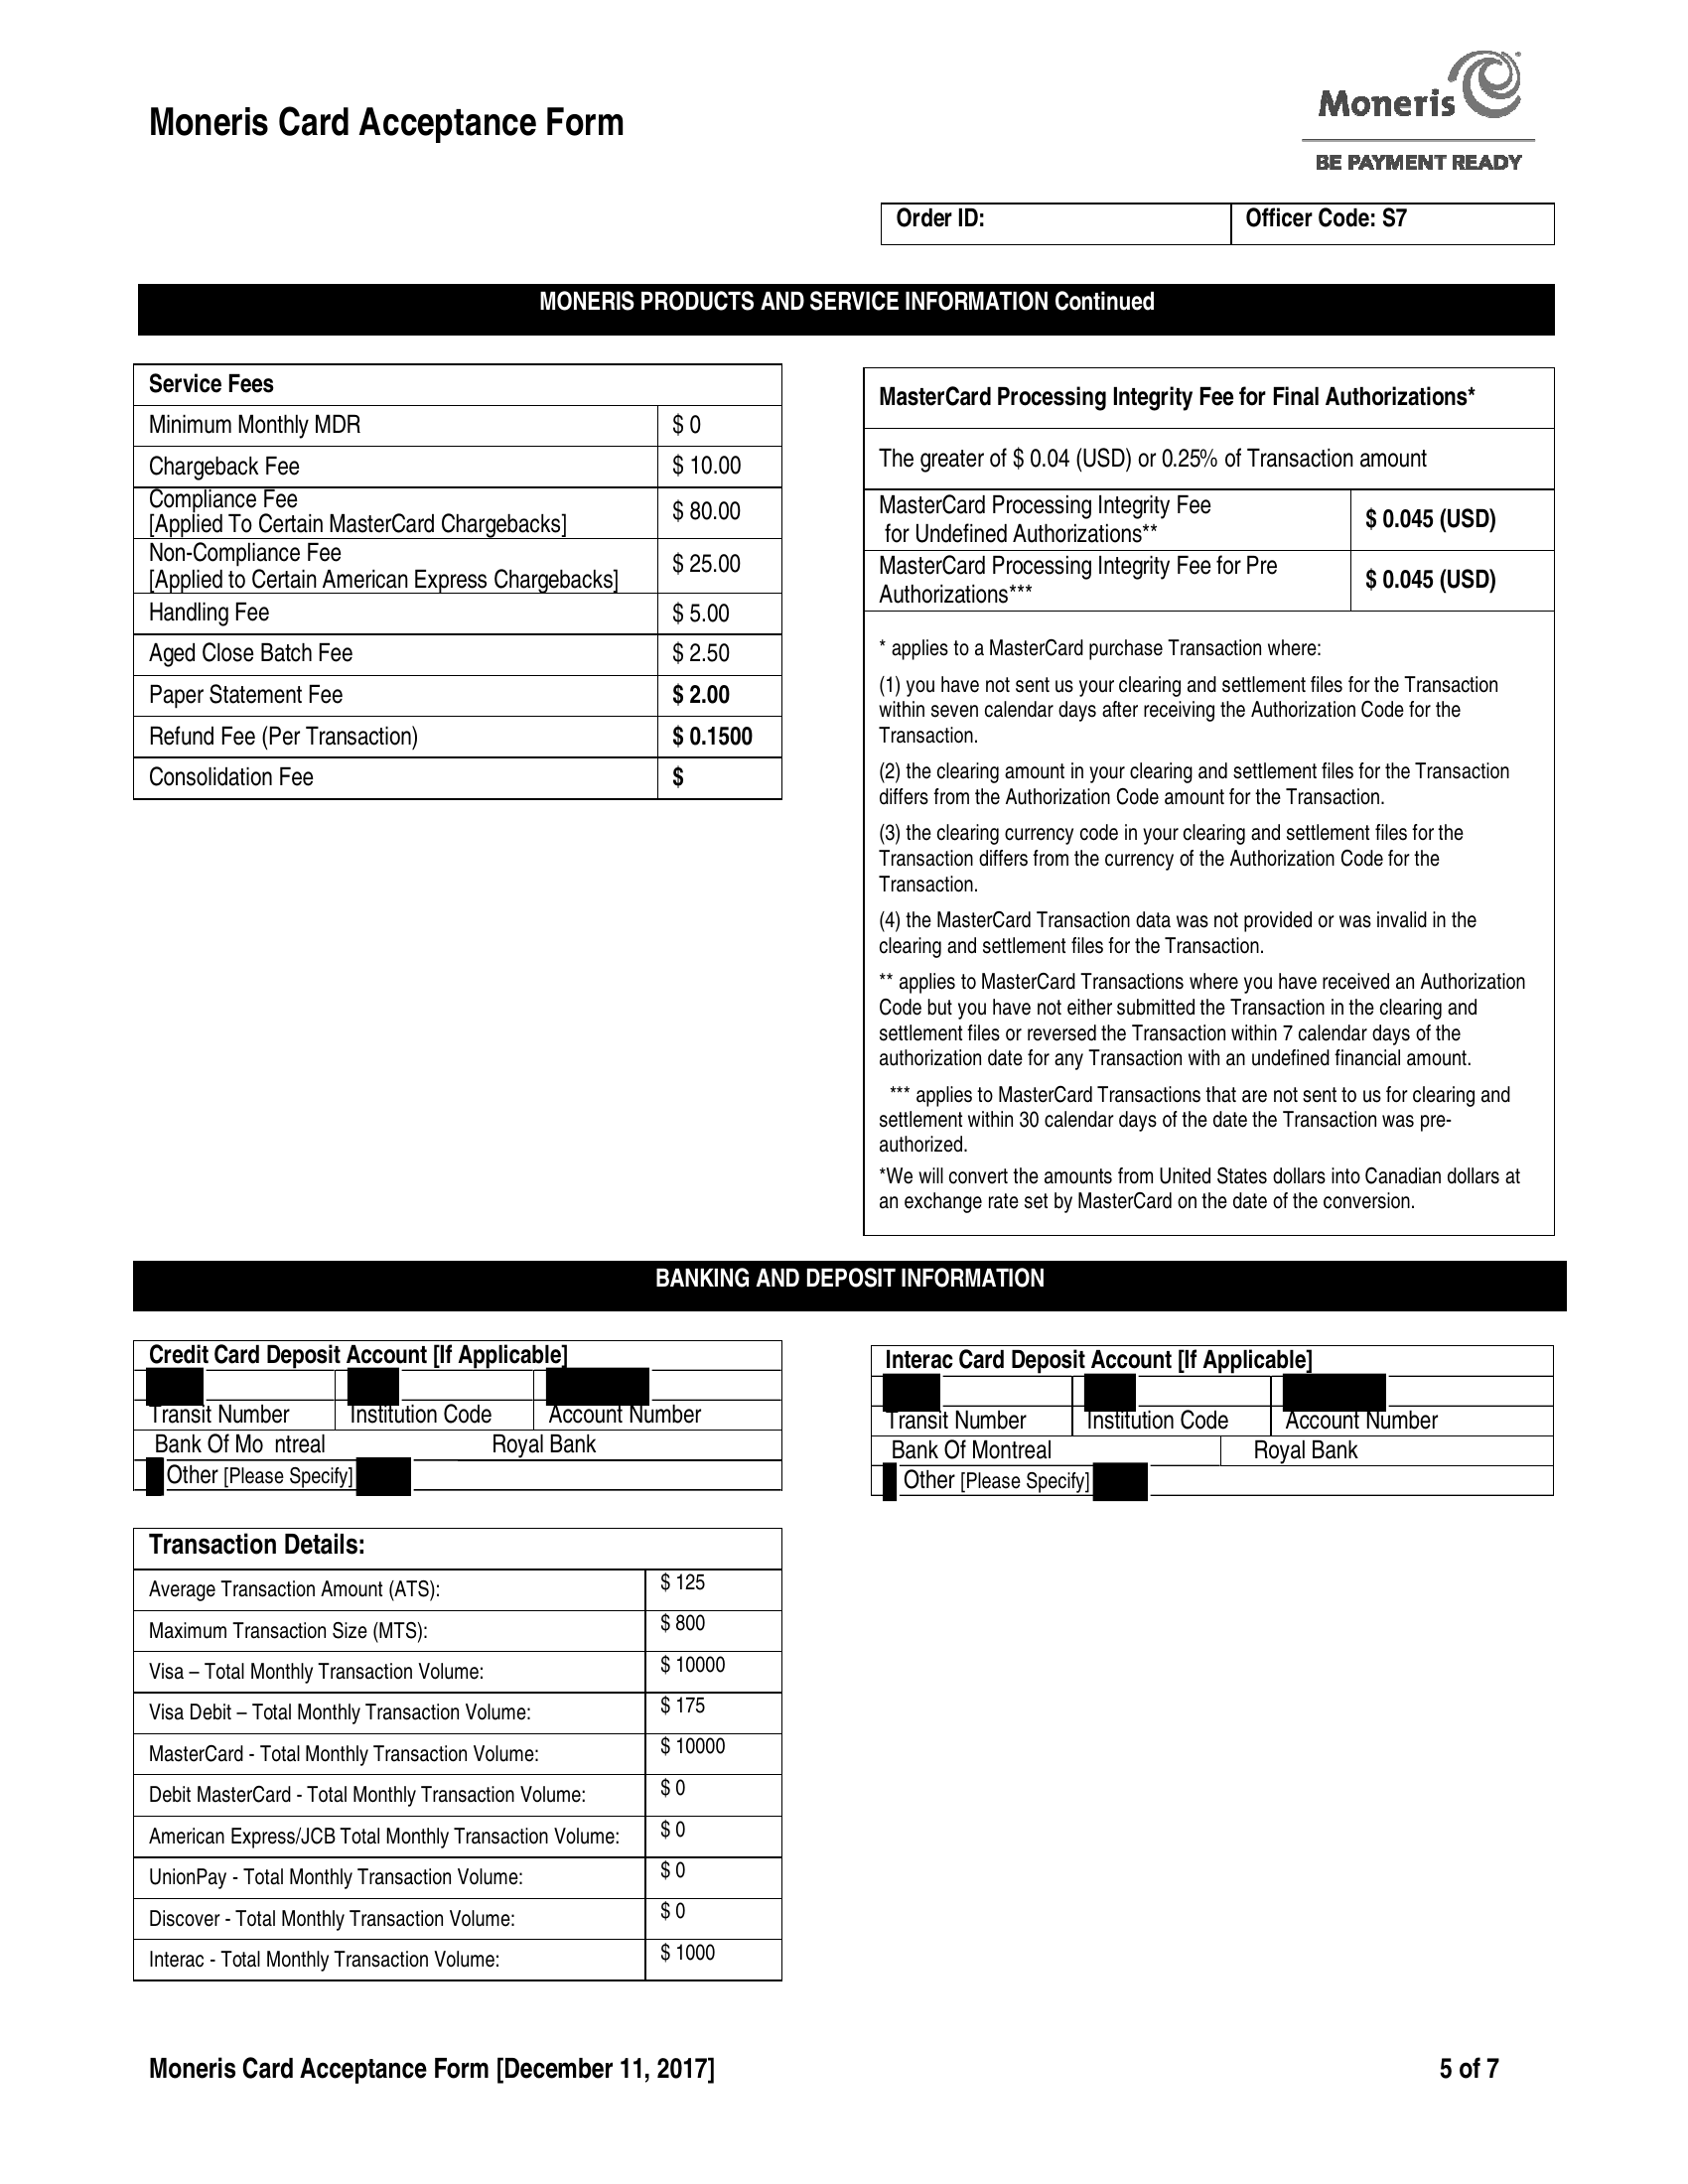 Moneris Card Acceptance Form
Moneris
BE PAYMENT READY
Order ID:
Officer Code: S7
MONERIS PRODUCTS AND SERVICE INFORMATION Continued
Service Fees
Minimum Monthly MDR $ 0
Chargeback Fee $ 10.00
Compliance Fee
[Applied To Certain MasterCard Chargebacks] $ 80.00
Non-Compliance Fee
[Applied to Certain American Express Chargebacks] $ 25.00
Handling Fee $ 5.00
Aged Close Batch Fee $ 2.50
Paper Statement Fee $ 2.00
Refund Fee (Per Transaction) $ 0.1500
Consolidation Fee $
MasterCard Processing Integrity Fee for Final Authorizations*
The greater of $ 0.04 (USD) or 0.25% of Transaction amount
MasterCard Processing Integrity Fee
for Undefined Authorizations** $ 0.045 (USD)
MasterCard Processing Integrity Fee for Pre
Authorizations*** $ 0.045 (USD)
* applies to a MasterCard purchase Transaction where:
(1) you have not sent us your clearing and settlement files for the Transaction
within seven calendar days after receiving the Authorization Code for the
Transaction.
(2) the clearing amount in your clearing and settlement files for the Transaction
differs from the Authorization Code amount for the Transaction.
(3) the clearing currency code in your clearing and settlement files for the
Transaction differs from the currency of the Authorization Code for the
Transaction.
(4) the MasterCard Transaction data was not provided or was invalid in the
clearing and settlement files for the Transaction.
** applies to MasterCard Transactions where you have received an Authorization
Code but you have not either submitted the Transaction in the clearing and
settlement files or reversed the Transaction within 7 calendar days of the
authorization date for any Transaction with an undefined financial amount.
*** applies to MasterCard Transactions that are not sent to us for clearing and
settlement within 30 calendar days of the date the Transaction was pre-
authorized.
*We will convert the amounts from United States dollars into Canadian dollars at
an exchange rate set by MasterCard on the date of the conversion.
BANKING AND DEPOSIT INFORMATION
Credit Card Deposit Account [If Applicable]
Transit Number Institution Code Account Number
Bank Of Mo ntreal Royal Bank
Other [Please Specify]
Interac Card Deposit Account [If Applicable]
Transit Number Institution Code Account Number
Bank Of Montreal Royal Bank
Other [Please Specify]
Transaction Details:
Average Transaction Amount (ATS): $ 125
Maximum Transaction Size (MTS): $ 800
Visa – Total Monthly Transaction Volume: $ 10000
Visa Debit – Total Monthly Transaction Volume: $ 175
MasterCard - Total Monthly Transaction Volume: $ 10000
Debit MasterCard - Total Monthly Transaction Volume: $ 0
American Express/JCB Total Monthly Transaction Volume: $ 0
UnionPay - Total Monthly Transaction Volume: $ 0
Discover - Total Monthly Transaction Volume: $ 0
Interac - Total Monthly Transaction Volume: $ 1000
Moneris Card Acceptance Form [December 11, 2017] 5 of 7